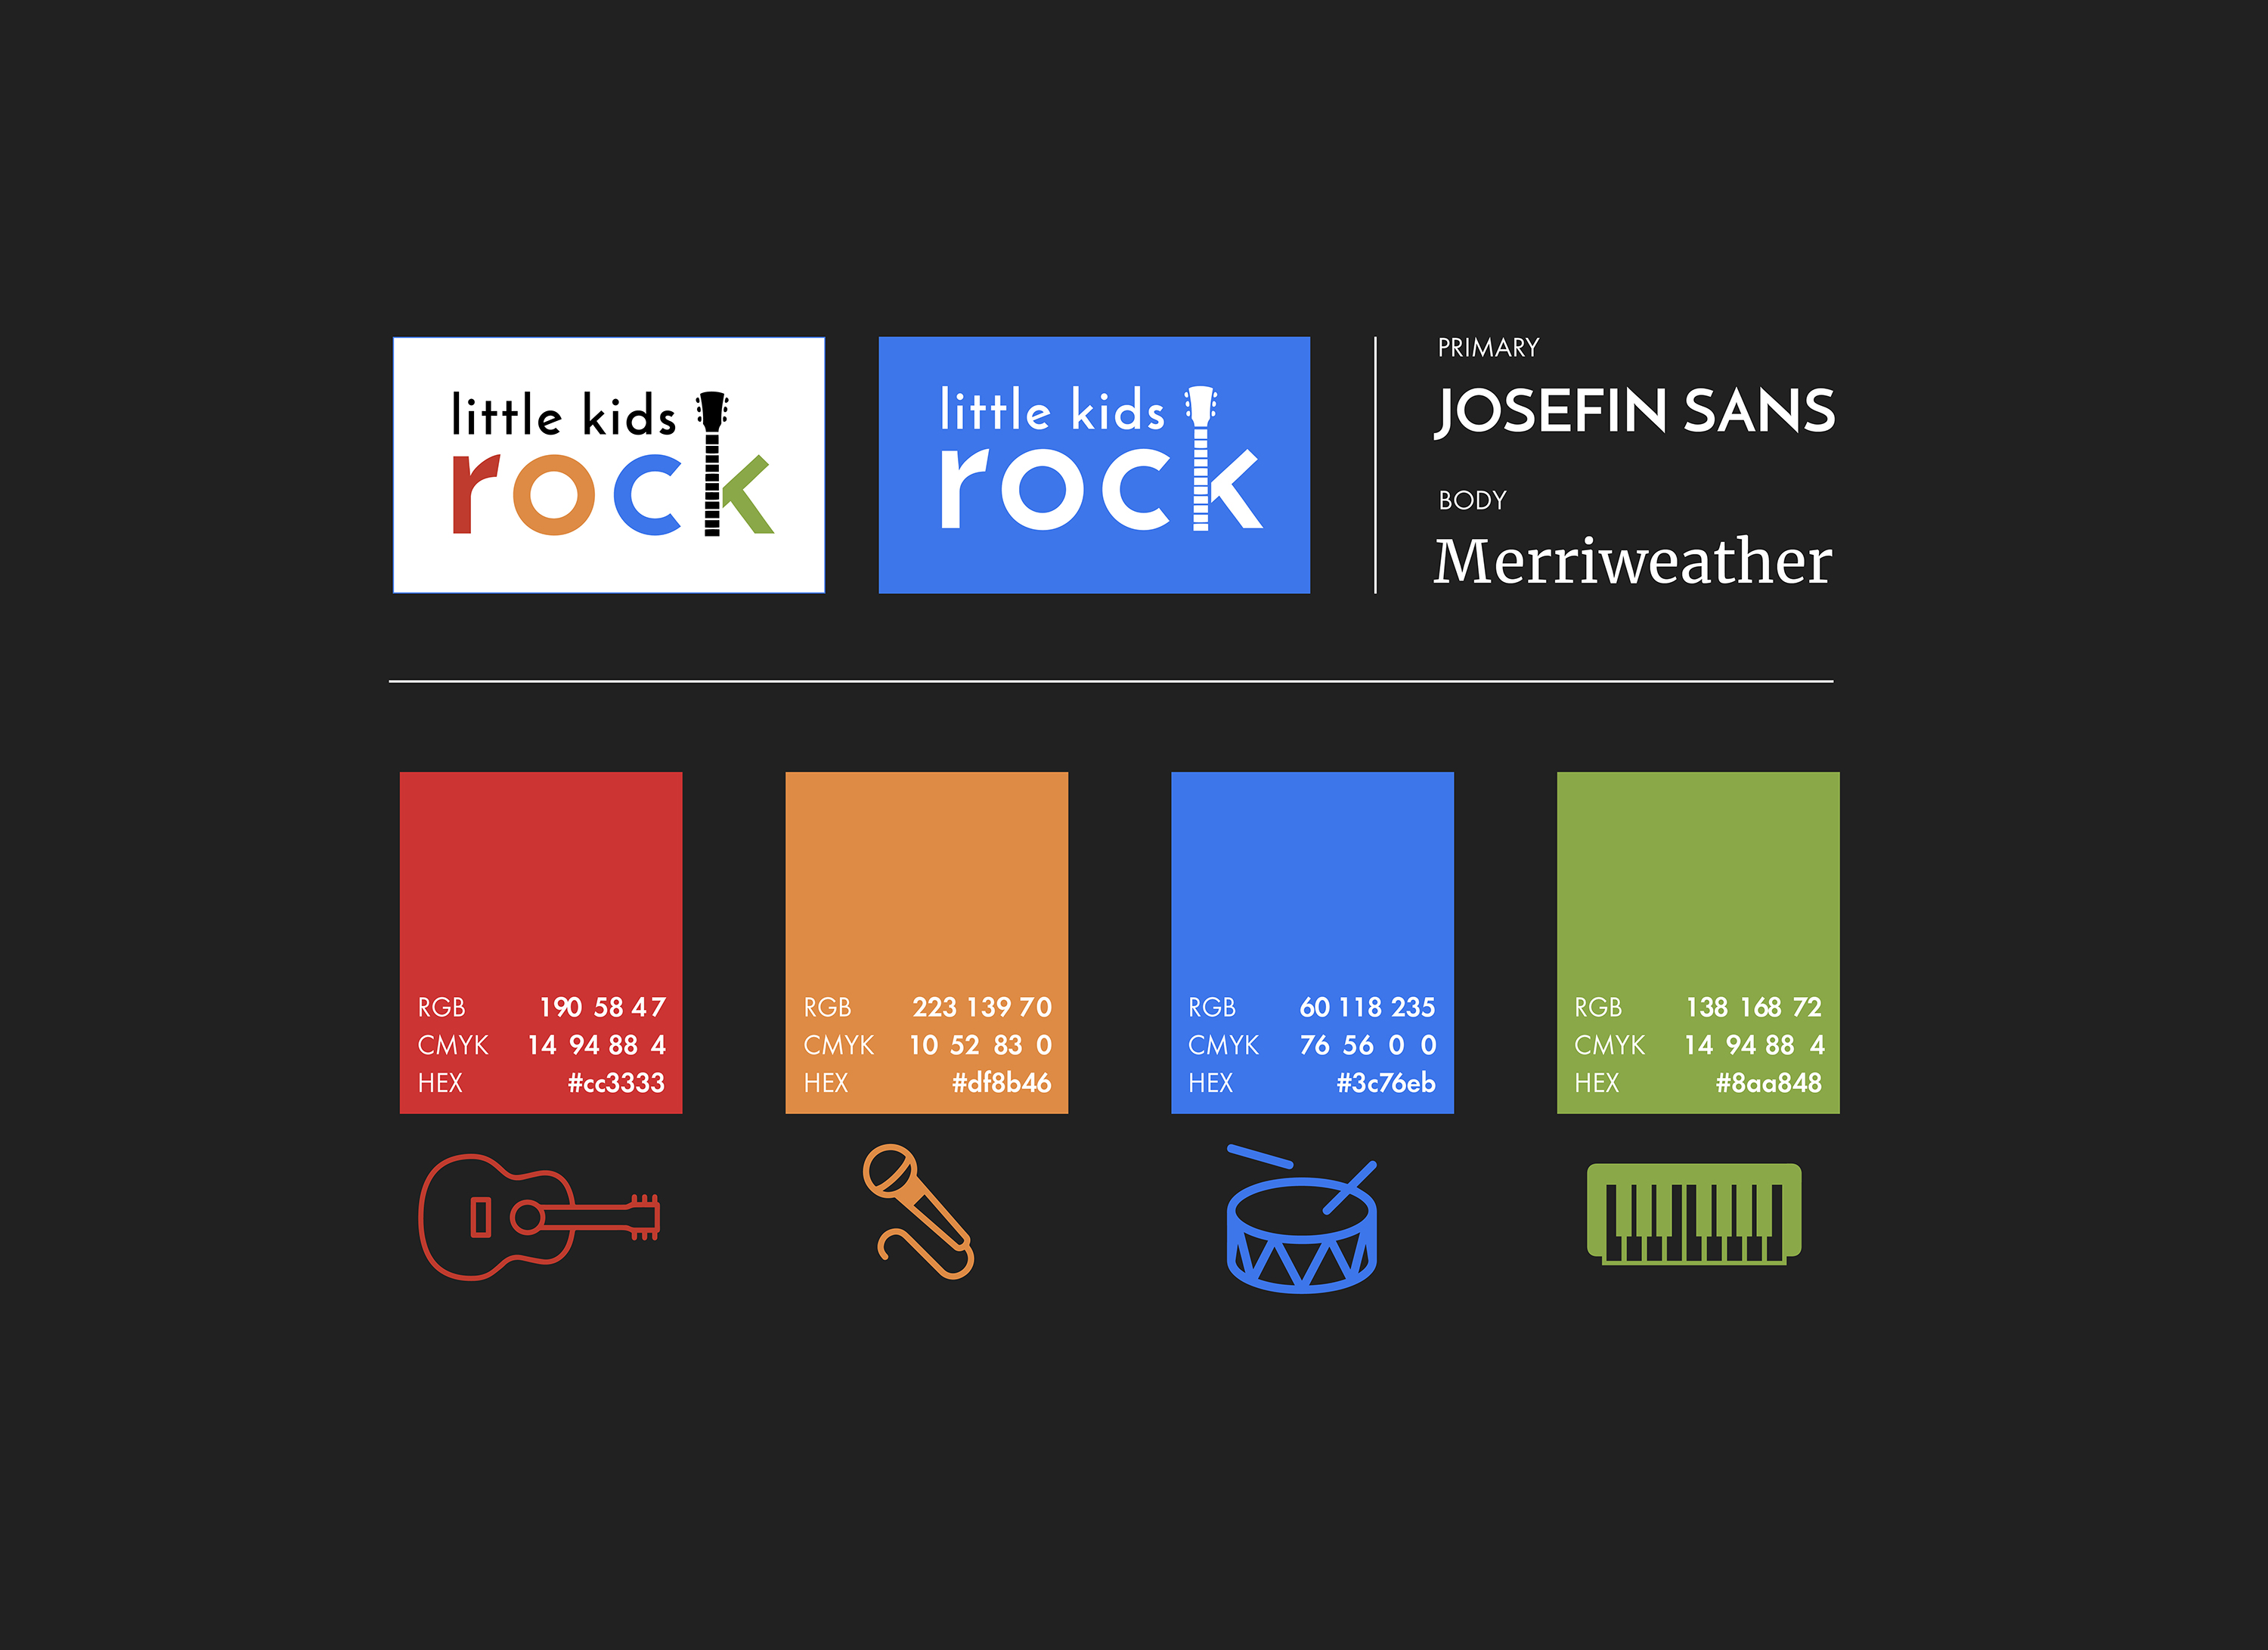 little kids
rock
little kids
rock
PRIMARY
JOSEFIN SANS
BODY
Merriweather
RGB 190 58 47
CMYK 14 94 88 4
HEX #cc3333
RGB 223 139 70
CMYK 10 52 83 0
HEX #df8b46
RGB 60 118 235
CMYK 76 56 0 0
HEX #3c76eb
RGB 138 168 72
CMYK 14 94 88 4
HEX #8aa848